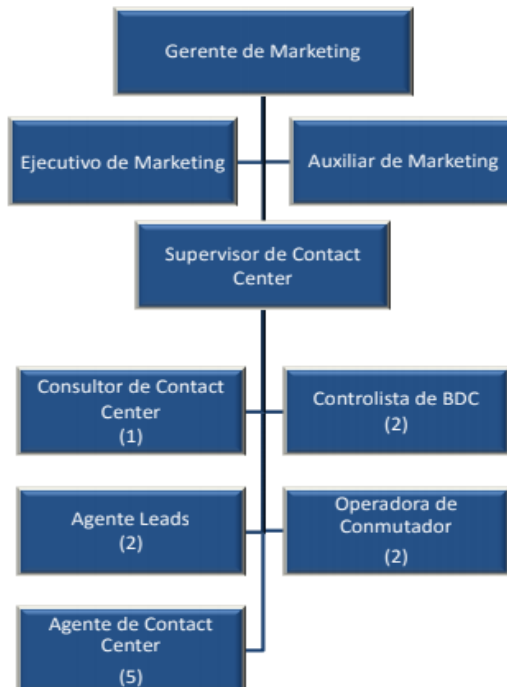 Gerente de Marketing
Ejecutivo de Marketing
Auxiliar de Marketing
Supervisor de Contact
Center
Consultor de Contact
Center
(1)
Controlista de BDC
(2)
Agente Leads
(2)
Operadora de
Conmutador
(2)
Agente de Contact
Center
(5)